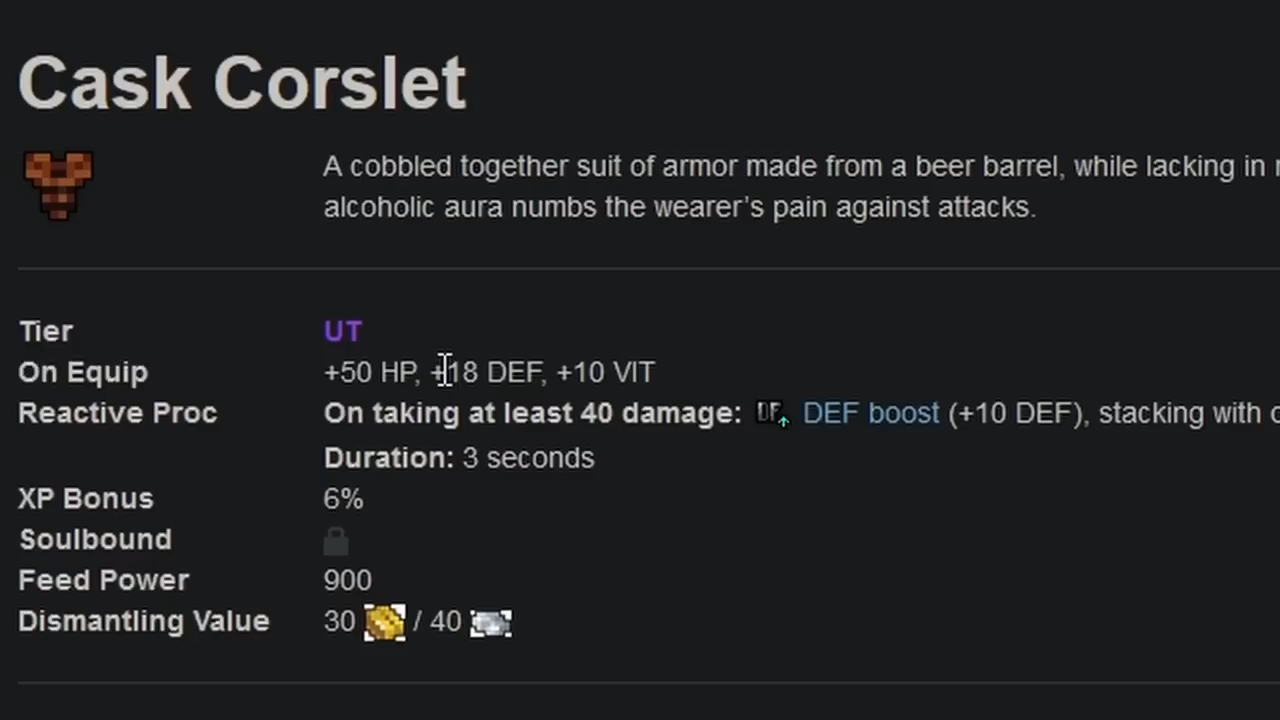 Cask Corslet
A cobbled together suit of armor made from a beer barrel, while lacking in
alcoholic aura numbs the wearer's pain against attacks.
Tier UT
On Equip +50 HP, +18 DEF, +10 VIT
Reactive Proc On taking at least 40 damage: DEF boost (+10 DEF), stacking with
Duration: 3 seconds
XP Bonus 6%
Soulbound
Feed Power 900
Dismantling Value 30 / 40